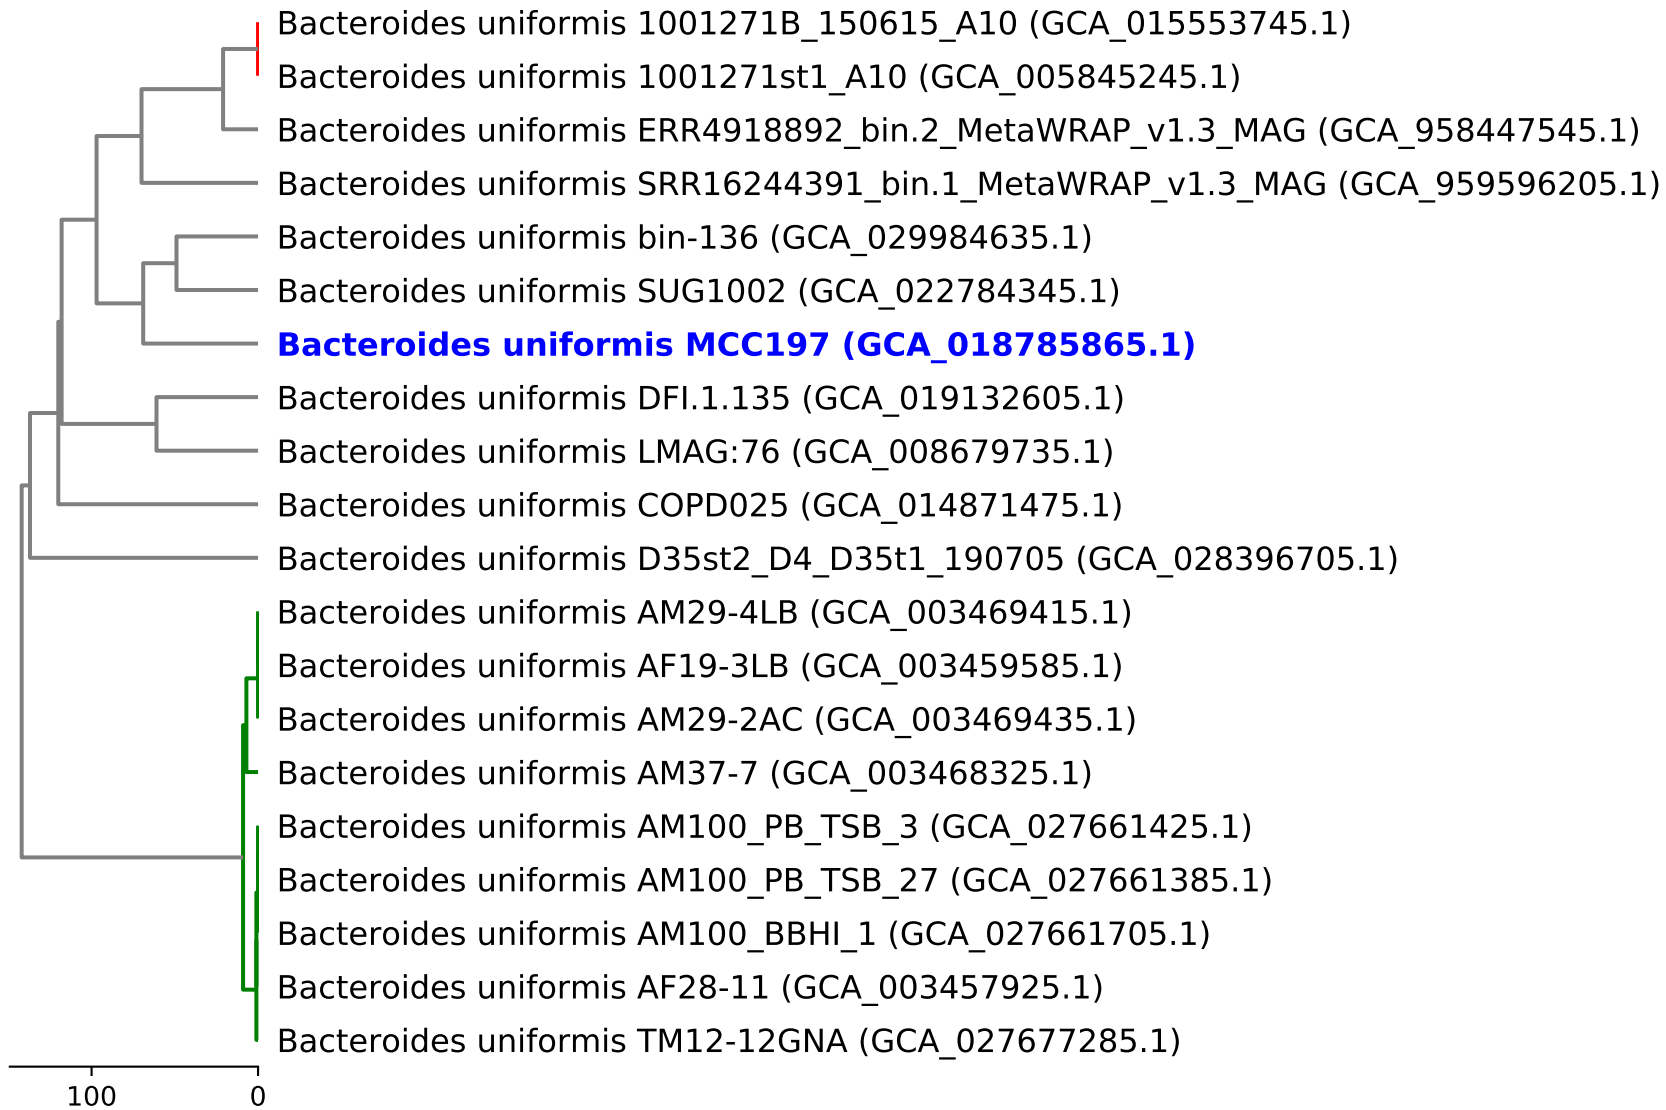 Bacteroides uniformis 1001271B_150615_A10 (GCA_015553745.1)
Bacteroides uniformis 1001271st1_A10 (GCA_005845245.1)
Bacteroides uniformis ERR4918892_bin.2_MetaWRAP_v1.3_MAG (GCA_958447545.1)
Bacteroides uniformis SRR16244391_bin.1_MetaWRAP_v1.3_MAG (GCA_959596205.1)
Bacteroides uniformis bin-136 (GCA_029984635.1)
Bacteroides uniformis SUG1002 (GCA_022784345.1)
Bacteroides uniformis MCC197 (GCA_018785865.1)
Bacteroides uniformis DFI.1.135 (GCA_019132605.1)
Bacteroides uniformis LMAG:76 (GCA_008679735.1)
Bacteroides uniformis COPD025 (GCA_014871475.1)
Bacteroides uniformis D35st2_D4_D35t1_190705 (GCA_028396705.1)
Bacteroides uniformis AM29-4LB (GCA_003469415.1)
Bacteroides uniformis AF19-3LB (GCA_003459585.1)
Bacteroides uniformis AM29-2AC (GCA_003469435.1)
Bacteroides uniformis AM37-7 (GCA_003468325.1)
Bacteroides uniformis AM100_PB_TSB_3 (GCA_027661425.1)
Bacteroides uniformis AM100_PB_TSB_27 (GCA_027661385.1)
Bacteroides uniformis AM100_BBHI_1 (GCA_027661705.1)
Bacteroides uniformis AF28-11 (GCA_003457925.1)
Bacteroides uniformis TM12-12GNA (GCA_027677285.1)
100 0